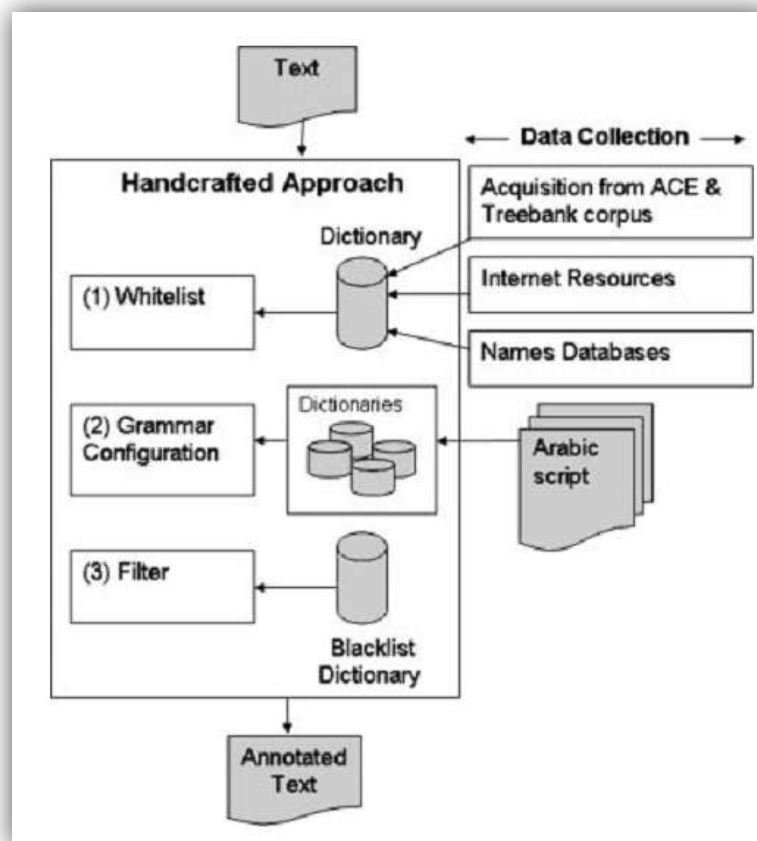 Text
Data Collection
Handcrafted Approach
Acquisition from ACE &
Treebank corpus
Dictionary
Internet Resources
(1) Whitelist
Names Databases
Dictionaries
(2) Grammar
Configuration
Arabic
script
(3) Filter
Blacklist
Dictionary
Annotated
Text